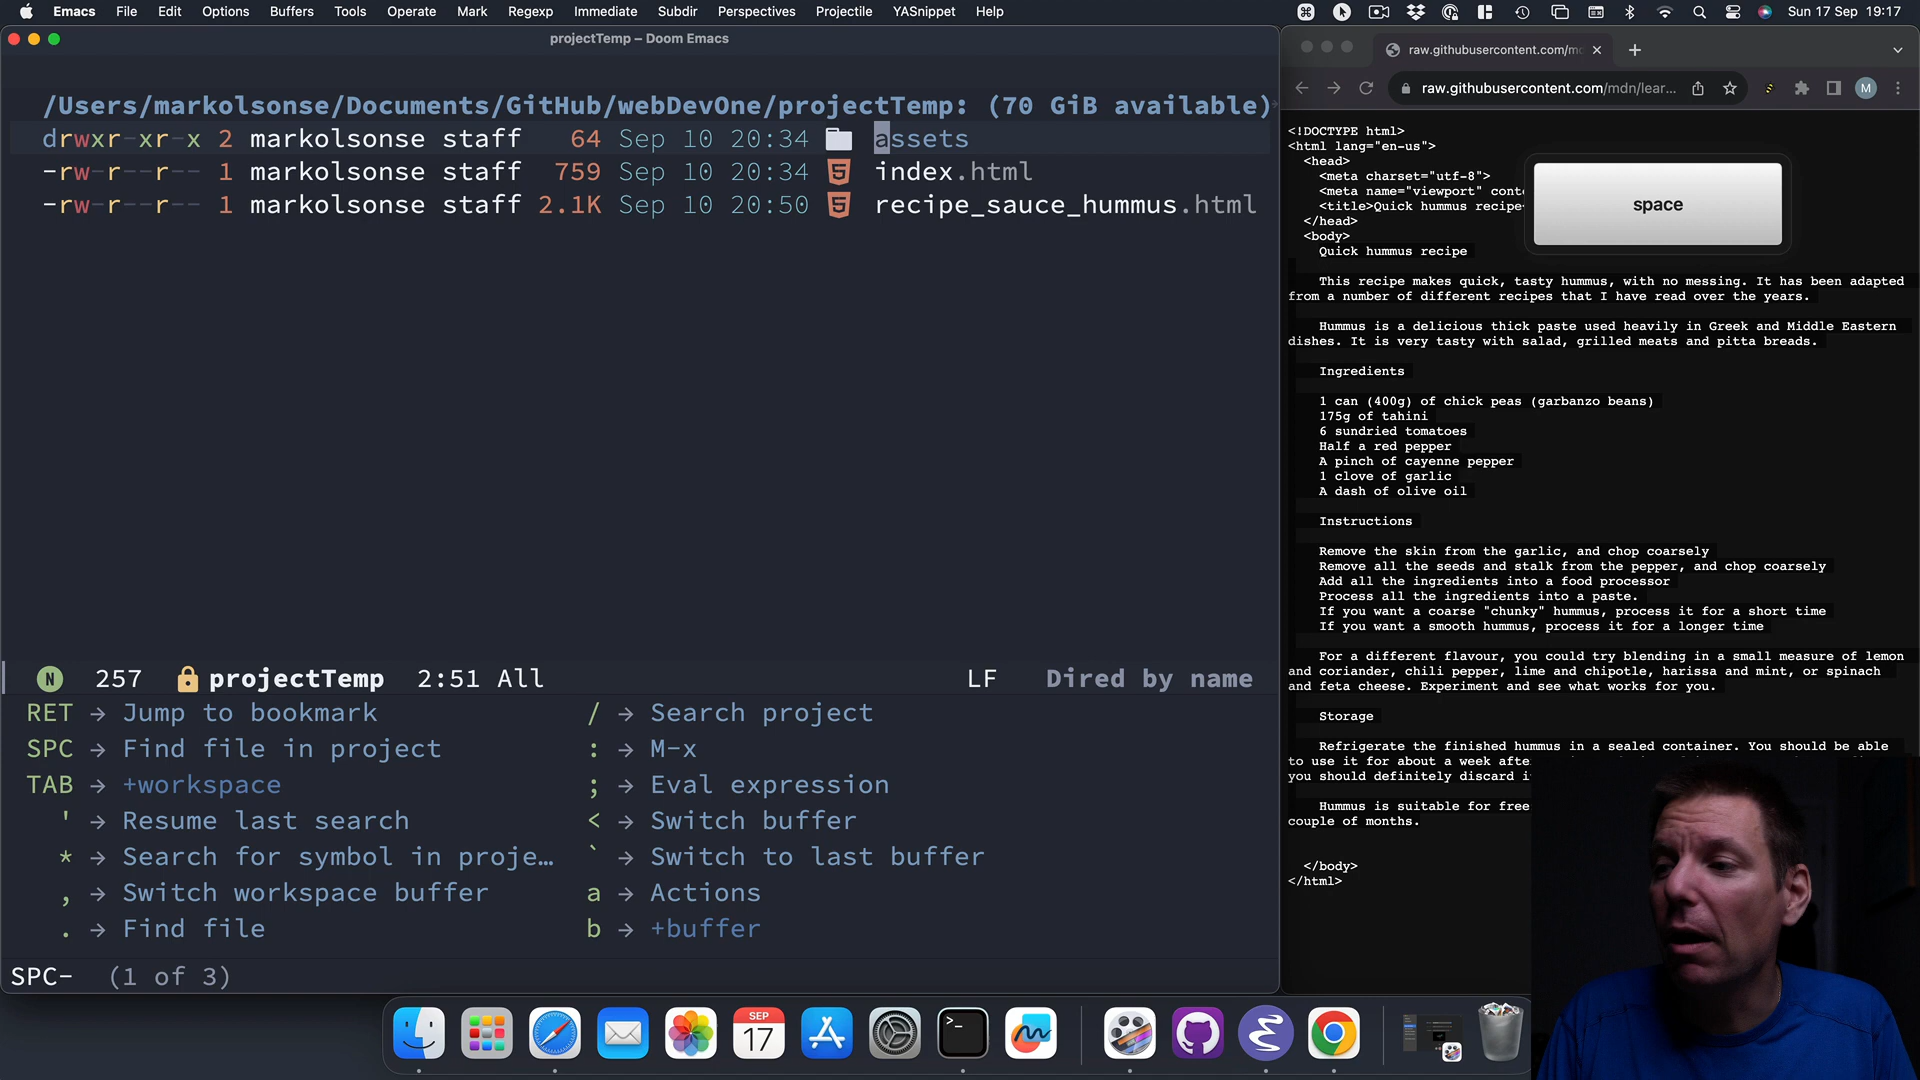 Emacs File Edit Options Buffers Tools Operate Mark Regexp Immediate Subdir Perspectives Projectile YASnippet Help Sun 17 Sep 19:17
projectTemp – Doom Emacs
/Users/markolsonse/Documents/GitHub/webDevOne/projectTemp: (70 GiB available)
drwxr-xr-x 2 markolsonse staff 64 Sep 10 20:34 assets
-rw-r--r-- 1 markolsonse staff 759 Sep 10 20:34 index.html
-rw-r--r-- 1 markolsonse staff 2.1K Sep 10 20:50 recipe_sauce_hummus.html
N 257 projectTemp 2:51 All LF Dired by name
RET → Jump to bookmark / → Search project
SPC → Find file in project : → M-x
TAB → +workspace ; → Eval expression
' → Resume last search < → Switch buffer
* → Search for symbol in proje… ` → Switch to last buffer
, → Switch workspace buffer a → Actions
. → Find file b → +buffer
SPC- (1 of 3)
raw.githubusercontent.com/m
raw.githubusercontent.com/mdn/lear...
M
space
<!DOCTYPE html>
<html lang="en-us">
<head>
<meta charset="utf-8">
<meta name="viewport" conte
<title>Quick hummus recipe
</head>
<body>
Quick hummus recipe
This recipe makes quick, tasty hummus, with no messing. It has been adapted
from a number of different recipes that I have read over the years.
Hummus is a delicious thick paste used heavily in Greek and Middle Eastern
dishes. It is very tasty with salad, grilled meats and pitta breads.
Ingredients
1 can (400g) of chick peas (garbanzo beans)
175g of tahini
6 sundried tomatoes
Half a red pepper
A pinch of cayenne pepper
1 clove of garlic
A dash of olive oil
Instructions
Remove the skin from the garlic, and chop coarsely
Remove all the seeds and stalk from the pepper, and chop coarsely
Add all the ingredients into a food processor
Process all the ingredients into a paste.
If you want a coarse "chunky" hummus, process it for a short time
If you want a smooth hummus, process it for a longer time
For a different flavour, you could try blending in a small measure of lemon
and coriander, chili pepper, lime and chipotle, harissa and mint, or spinach
and feta cheese. Experiment and see what works for you.
Storage
Refrigerate the finished hummus in a sealed container. You should be able
to use it for about a week afte
you should definitely discard i
Hummus is suitable for free
couple of months.
</body>
</html>
SEP
17